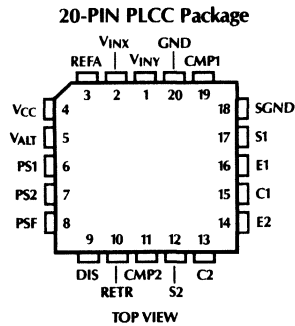 20-PIN PLCC Package
VINX GND
REFA VINY CMP1
3 2 1 20 19
VCC 4 18 SGND
VALT 5 17 S1
PS1 6 16 E1
PS2 7 15 C1
PSF 8 14 E2
9 10 11 12 13
DIS CMP2 C2
RETR S2
TOP VIEW